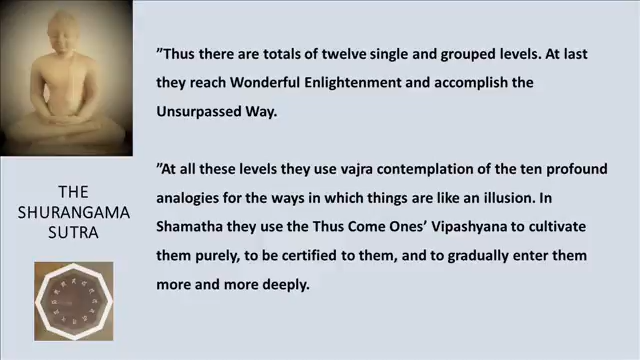 ”Thus there are totals of twelve single and grouped levels. At last
they reach Wonderful Enlightenment and accomplish the
Unsurpassed Way.
”At all these levels they use vajra contemplation of the ten profound
analogies for the ways in which things are like an illusion. In
Shamatha they use the Thus Come Ones’ Vipashyana to cultivate
them purely, to be certified to them, and to gradually enter them
more and more deeply.
THE
SHURANGAMA
SUTRA